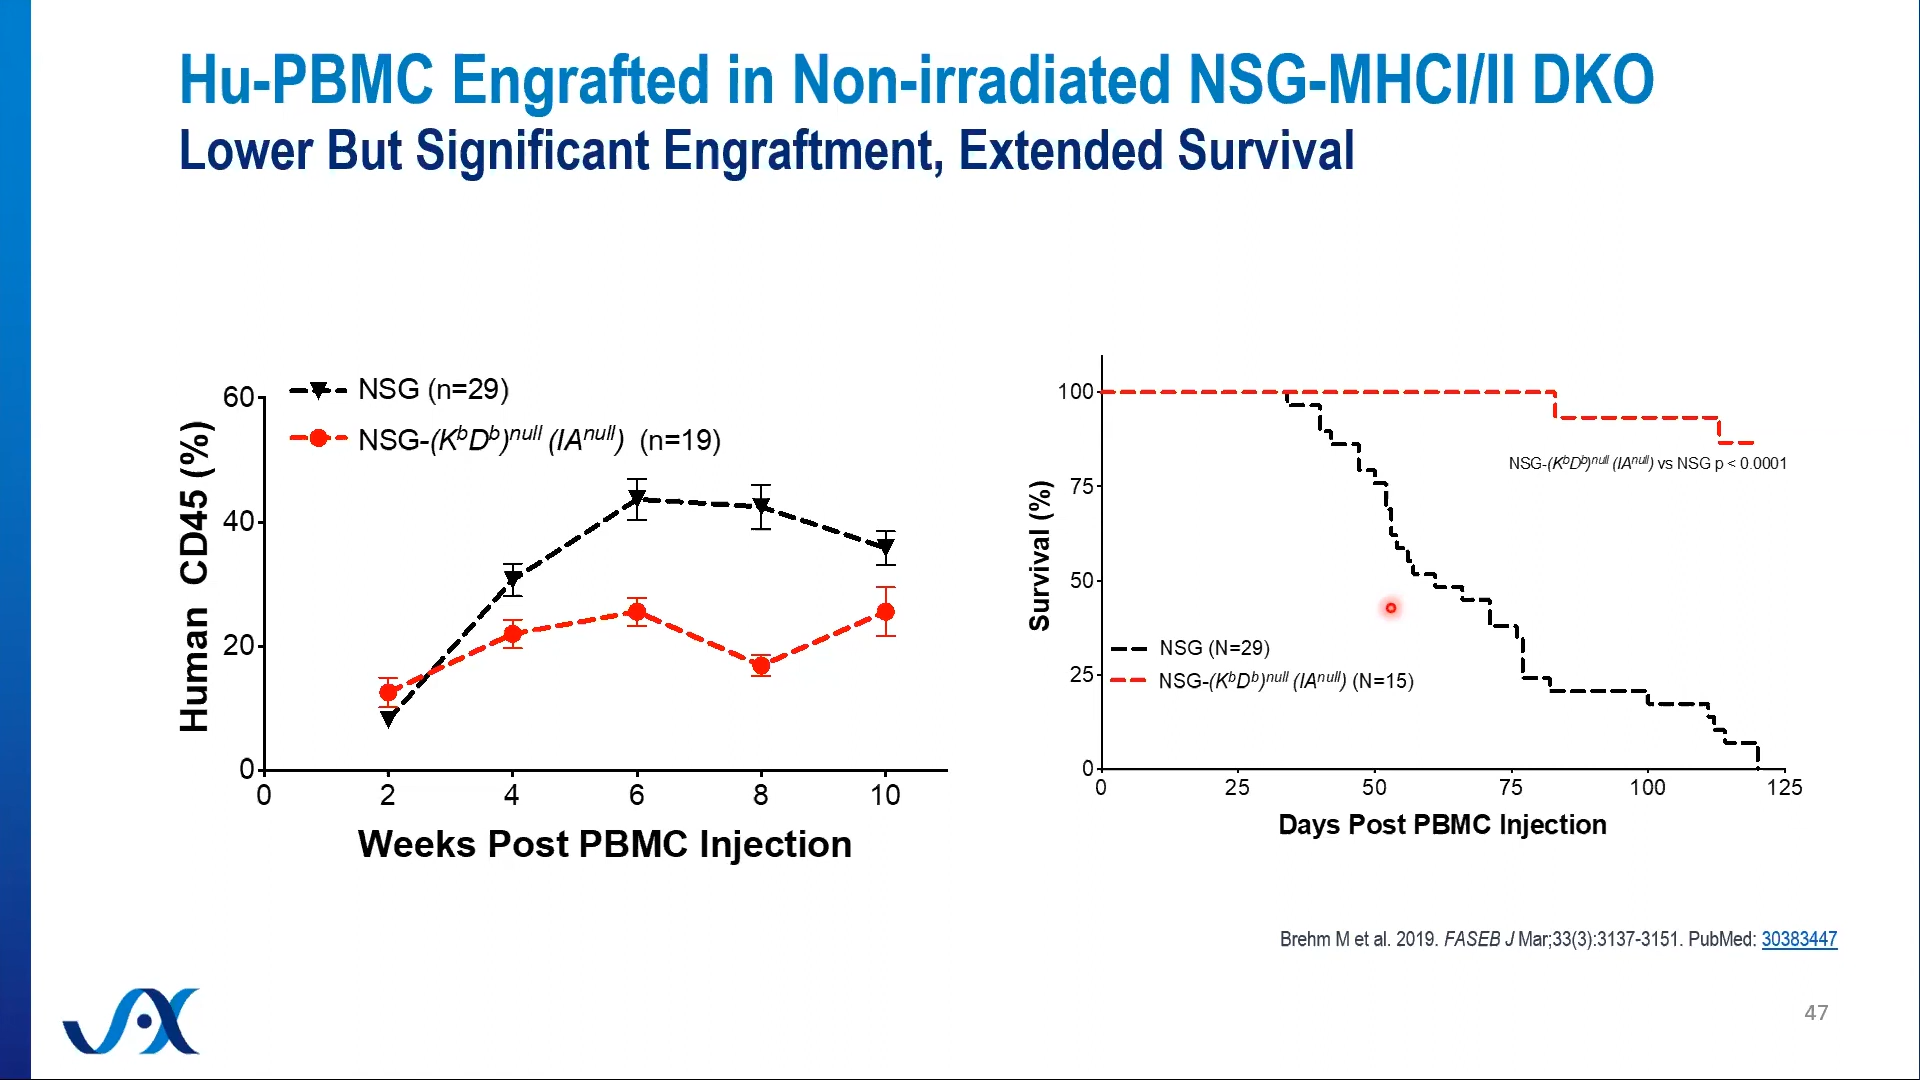 Hu-PBMC Engrafted in Non-irradiated NSG-MHCI/II DKO
Lower But Significant Engraftment, Extended Survival
NSG (n=29)
NSG-(KᵇDᵇ)ⁿᵘˡˡ (IAⁿᵘˡˡ) (n=19)
Human CD45 (%)
60
40
20
0
0 2 4 6 8 10
Weeks Post PBMC Injection
Survival (%)
100
75
50
25
0
NSG-(KᵇDᵇ)ⁿᵘˡˡ (IAⁿᵘˡˡ) vs NSG p < 0.0001
NSG (N=29)
NSG-(KᵇDᵇ)ⁿᵘˡˡ (IAⁿᵘˡˡ) (N=15)
0 25 50 75 100 125
Days Post PBMC Injection
Brehm M et al. 2019. FASEB J Mar;33(3):3137-3151. PubMed: 30383447
JAX
47